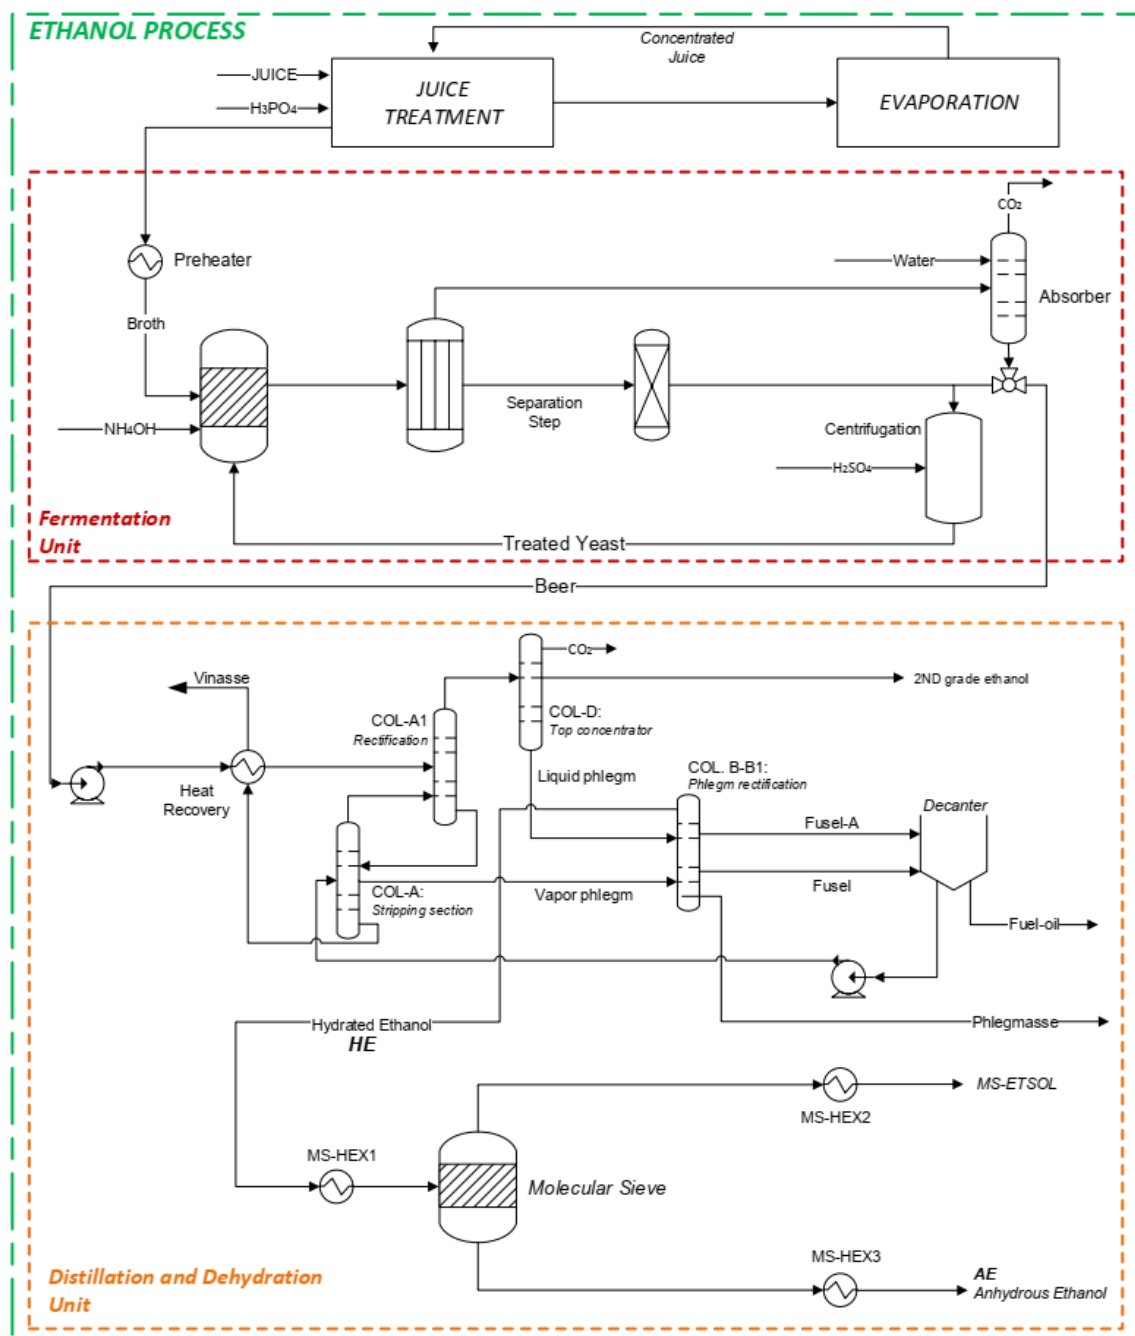 ETHANOL PROCESS
Concentrated
Juice
JUICE
H₃PO₄
JUICE
TREATMENT
EVAPORATION
CO₂
Preheater
Water
Absorber
Broth
Separation
Step
Centrifugation
NH₄OH
H₂SO₄
Fermentation
Unit
Treated Yeast
Beer
CO₂
Vinasse
2ND grade ethanol
COL-A1
Rectification
COL-D:
Top concentrator
Liquid phlegm
COL. B-B1:
Phlegm rectification
Heat
Recovery
Decanter
Fusel-A
COL-A:
Stripping section
Vapor phlegm
Fusel
Fuel-oil
Hydrated Ethanol
HE
Phlegmasse
MS-ETSOL
MS-HEX2
MS-HEX1
Molecular Sieve
MS-HEX3
AE
Anhydrous Ethanol
Distillation and Dehydration
Unit